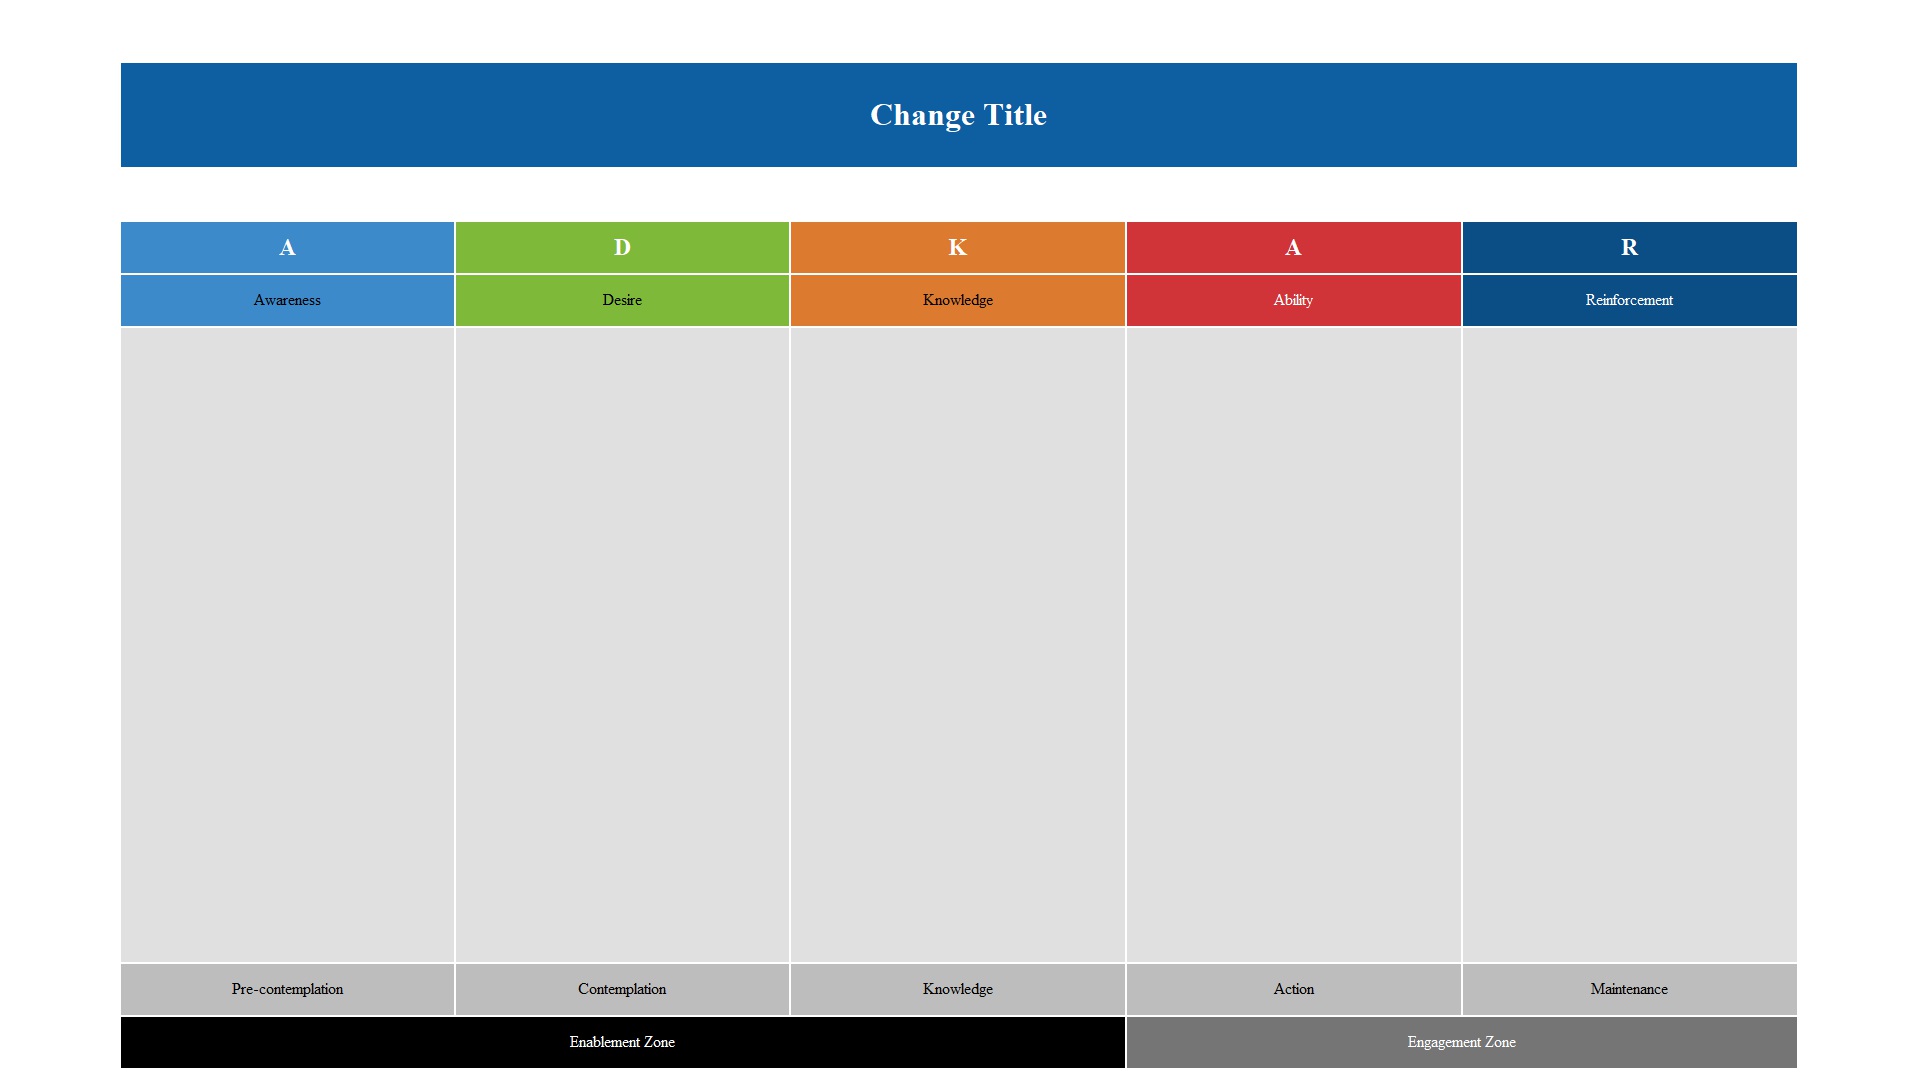 Change Title
A D K A R
Awareness Desire Knowledge Ability Reinforcement
Pre-contemplation Contemplation Knowledge Action Maintenance
Enablement Zone Engagement Zone